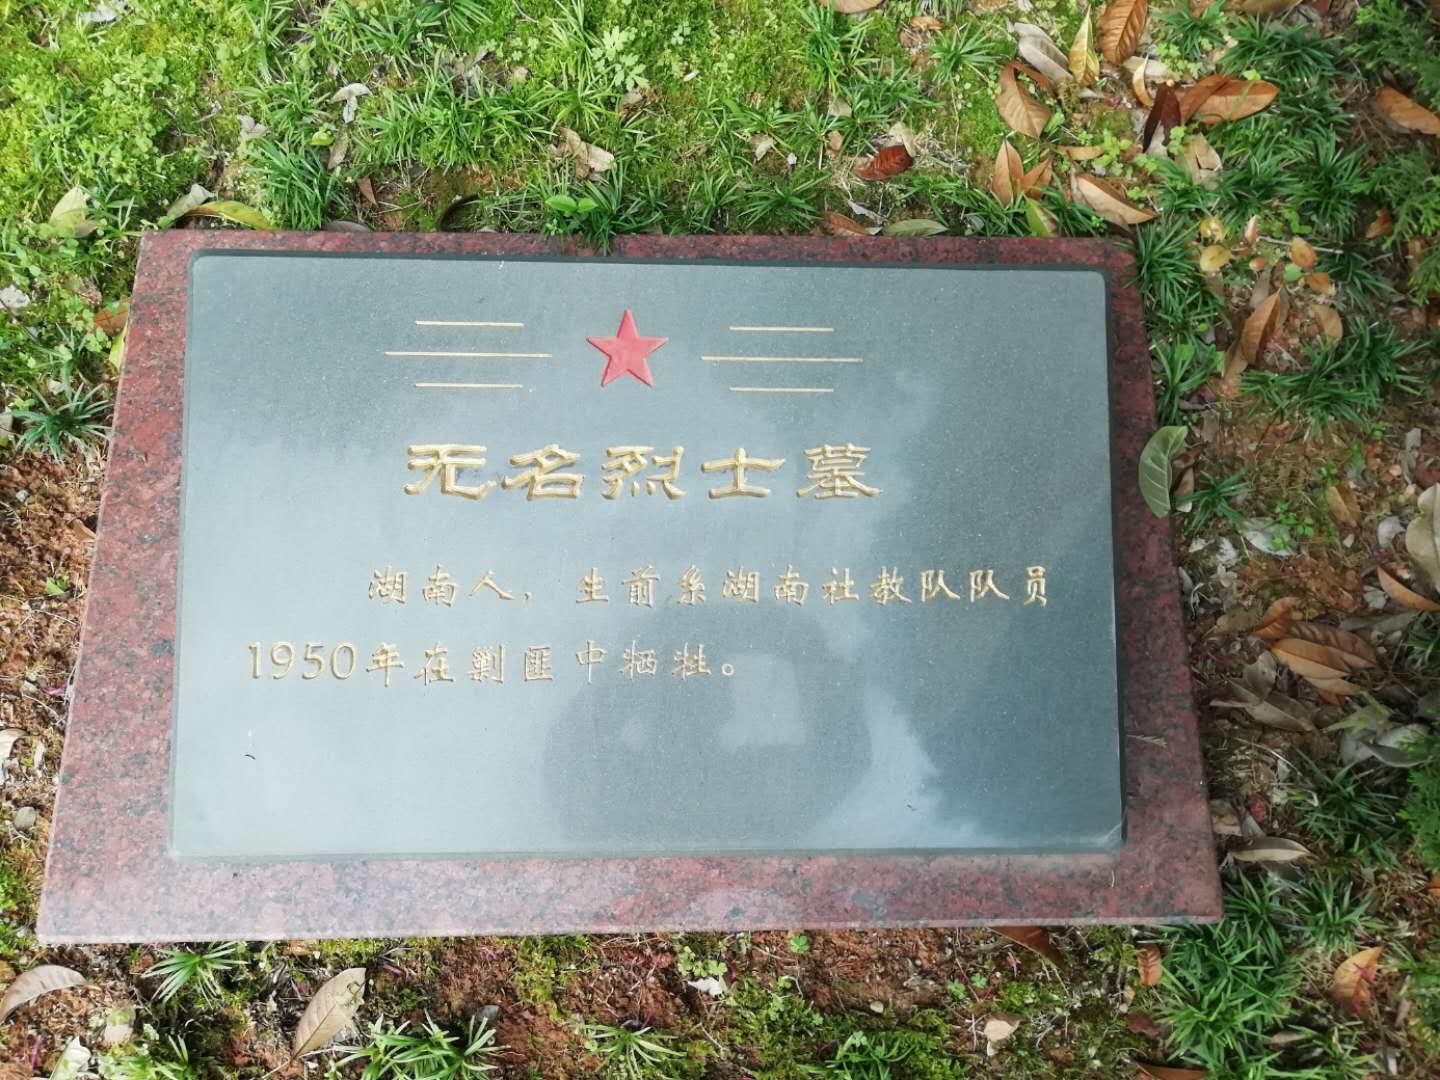 无名烈士墓
湖南人，生前系湖南社教队队员
1950年在剿匪中牺牲。